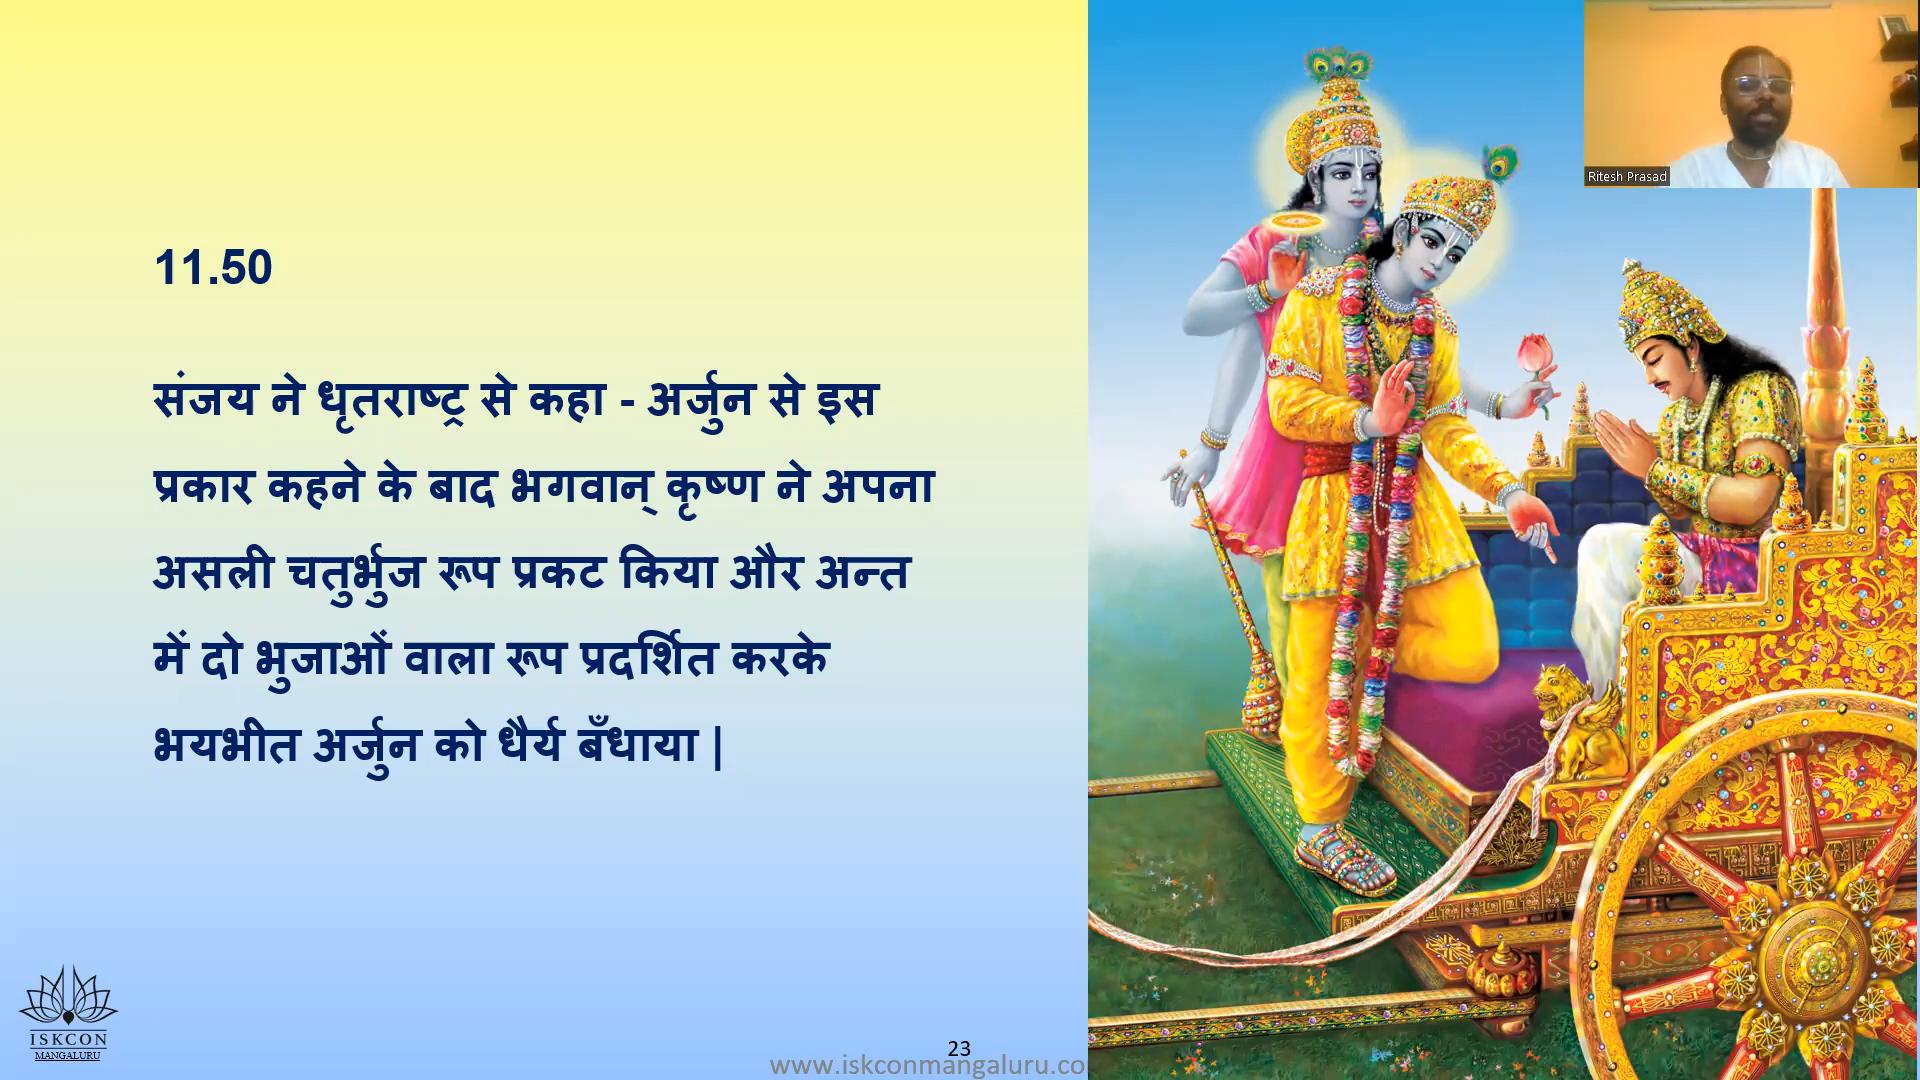 Ritesh Prasad
11.50
संजय ने धृतराष्ट्र से कहा - अर्जुन से इस
प्रकार कहने के बाद भगवान् कृष्ण ने अपना
असली चतुर्भुज रूप प्रकट किया और अन्त
में दो भुजाओं वाला रूप प्रदर्शित करके
भयभीत अर्जुन को धैर्य बँधाया |
ISKCON
MANGALURU
23
www.iskconmangaluru.co